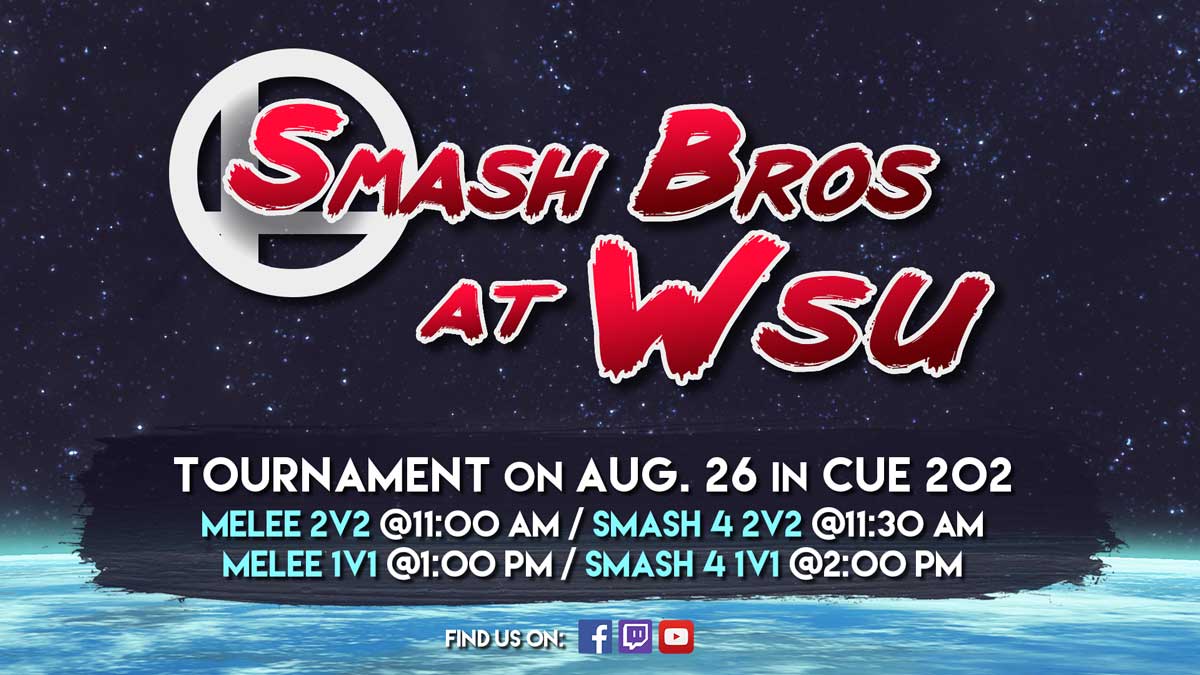 SMASH BROS
AT WSU
TOURNAMENT ON AUG. 26 IN CUE 202
MELEE 2V2 @11:00 AM / SMASH 4 2V2 @11:30 AM
MELEE 1V1 @1:00 PM / SMASH 4 1V1 @2:00 PM
FIND US ON: